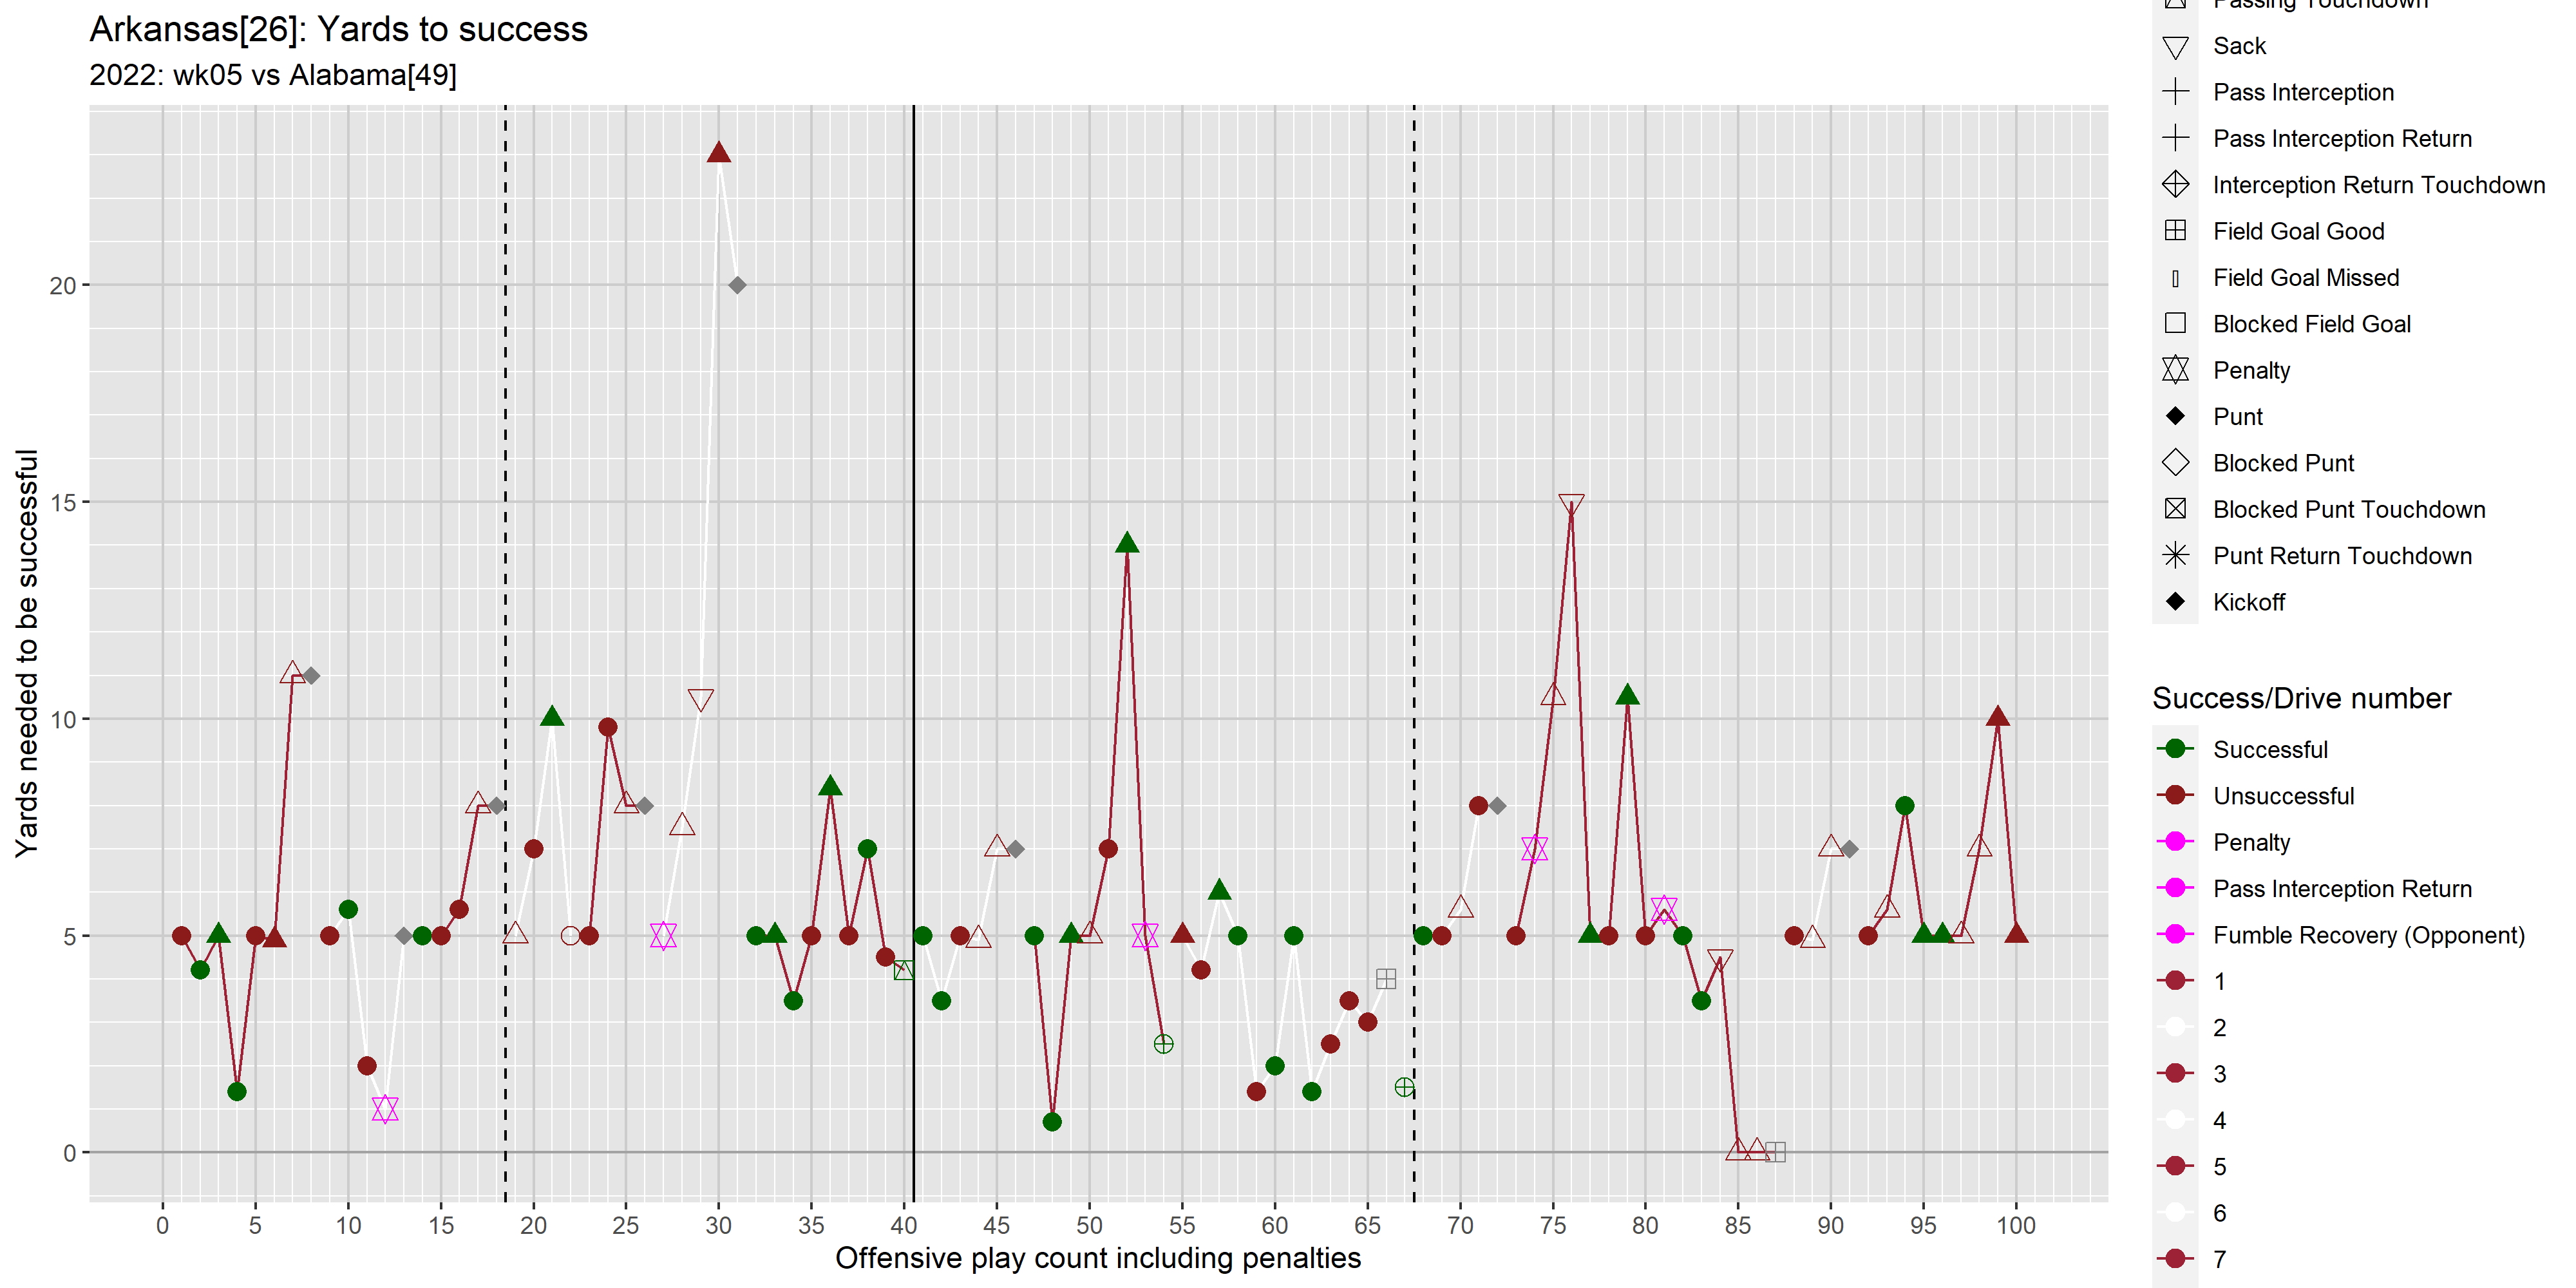 Arkansas[26]: Yards to success
2022: wk05 vs Alabama[49]
Yards needed to be successful
20
15
10
5
0
0 5 10 15 20 25 30 35 40 45 50 55 60 65 70 75 80 85 90 95 100
Offensive play count including penalties
Passing Touchdown
Sack
Pass Interception
Pass Interception Return
Interception Return Touchdown
Field Goal Good
Field Goal Missed
Blocked Field Goal
Penalty
Punt
Blocked Punt
Blocked Punt Touchdown
Punt Return Touchdown
Kickoff
Success/Drive number
Successful
Unsuccessful
Penalty
Pass Interception Return
Fumble Recovery (Opponent)
1
2
3
4
5
6
7